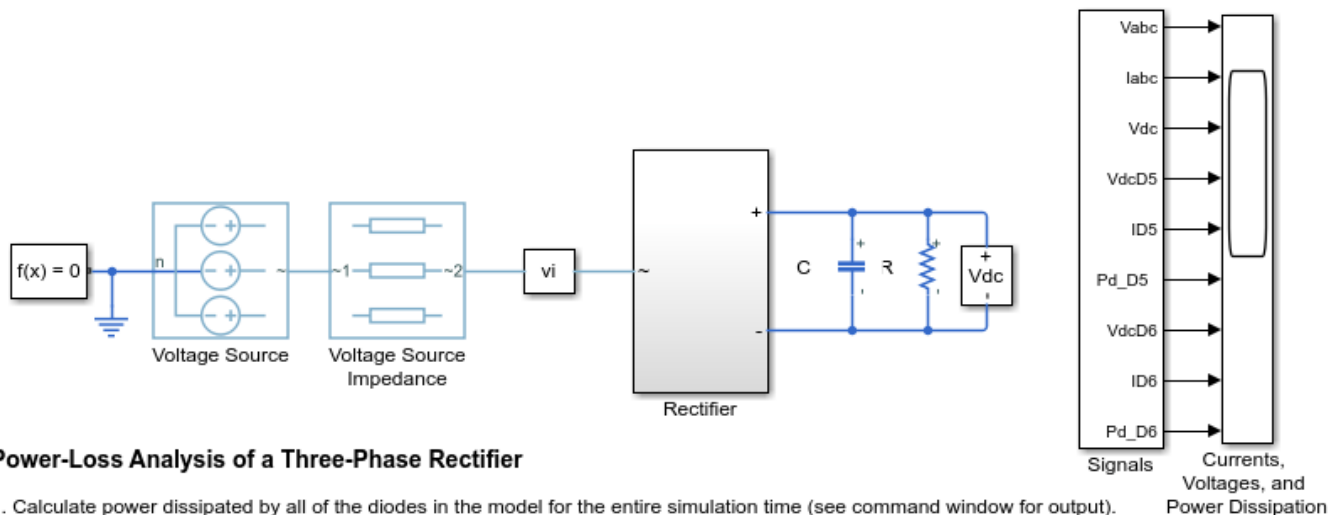 Vabc
Iabc
Vdc
VdcD5
ID5
Pd_D5
VdcD6
ID6
Pd_D6
Signals
Currents,
Voltages, and
Power Dissipation
f(x) = 0
n
~
Voltage Source
~1
~2
Voltage Source
Impedance
vi
~
+
-
Rectifier
C
+
-
R
+
-
+
Vdc
-
Power-Loss Analysis of a Three-Phase Rectifier
. Calculate power dissipated by all of the diodes in the model for the entire simulation time (see command window for output).